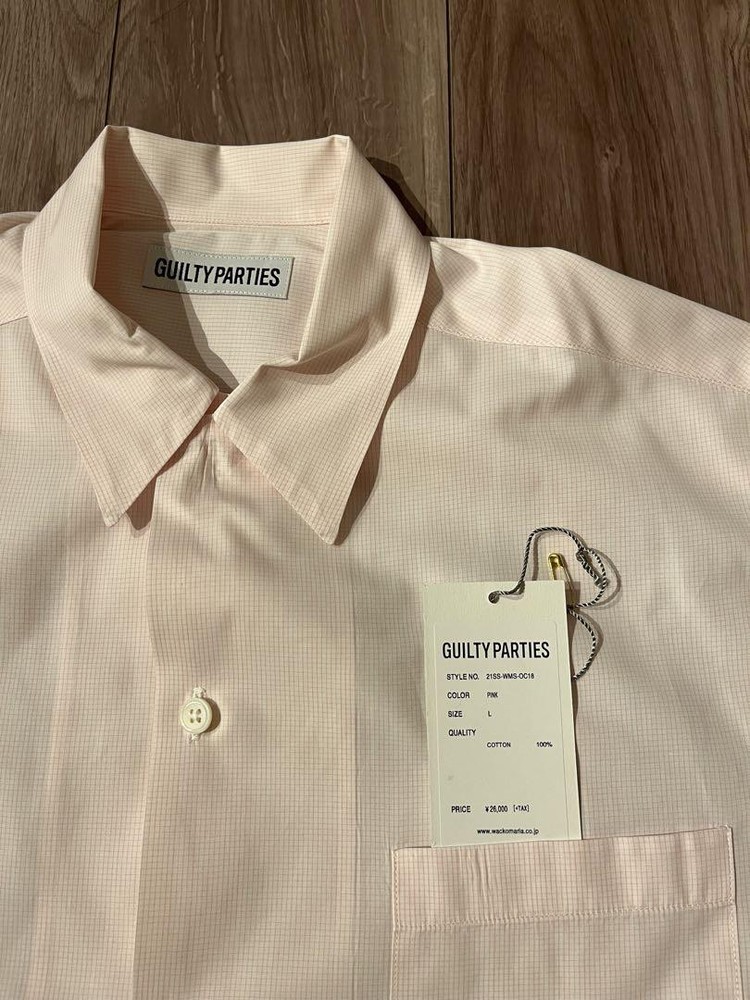 GUILTY PARTIES
GUILTY PARTIES
STYLE NO. 21SS-WMS-OC18
COLOR PINK
SIZE L
QUALITY
COTTON 100%
PRICE ¥26,000 [+TAX]
www.wackomaria.co.jp